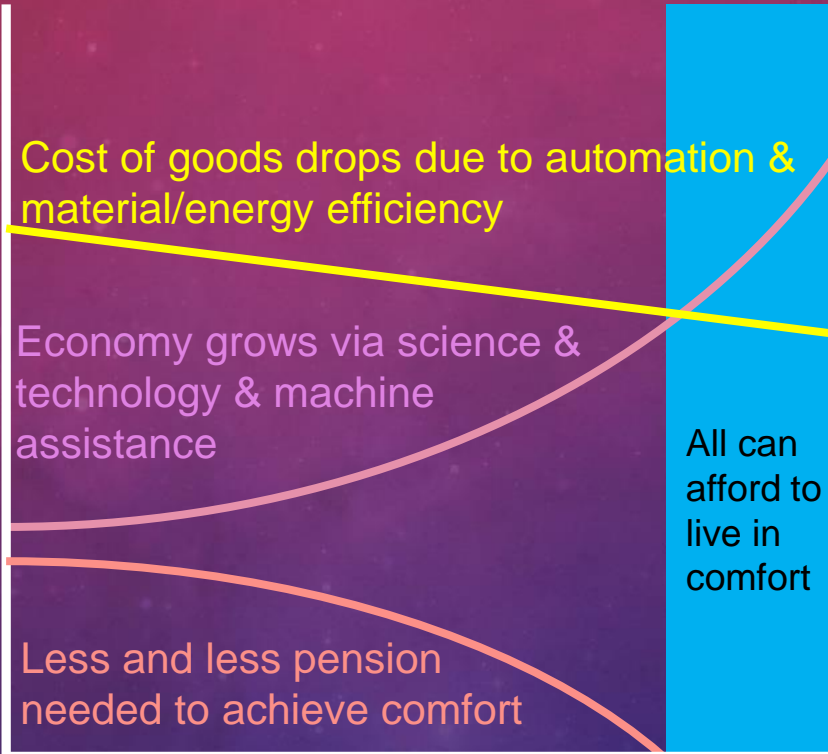 Cost of goods drops due to automation &
material/energy efficiency
Economy grows via science &
technology & machine
assistance
All can
afford to
live in
comfort
Less and less pension
needed to achieve comfort